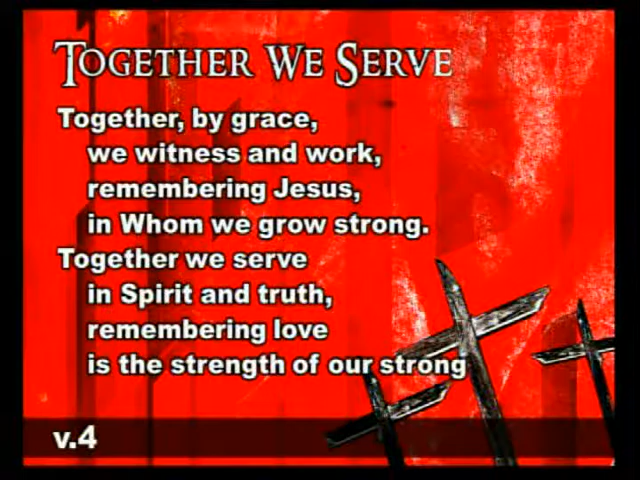 TOGETHER WE SERVE
Together, by grace,
we witness and work,
remembering Jesus,
in Whom we grow strong.
Together we serve
in Spirit and truth,
remembering love
is the strength of our strong
v.4